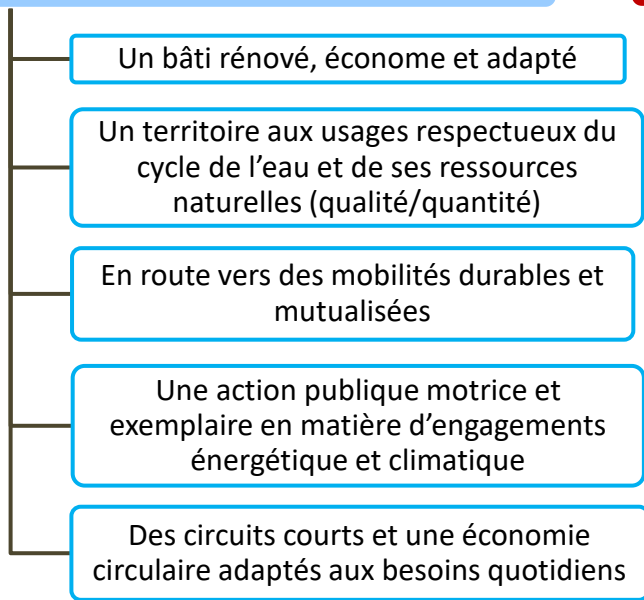 Un bâti rénové, économe et adapté
Un territoire aux usages respectueux du
cycle de l’eau et de ses ressources
naturelles (qualité/quantité)
En route vers des mobilités durables et
mutualisées
Une action publique motrice et
exemplaire en matière d’engagements
énergétique et climatique
Des circuits courts et une économie
circulaire adaptés aux besoins quotidiens